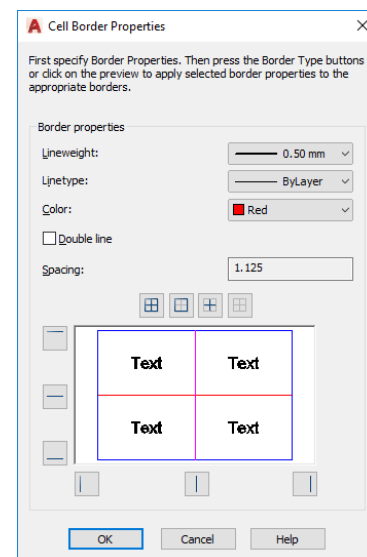 Cell Border Properties
First specify Border Properties. Then press the Border Type buttons
or click on the preview to apply selected border properties to the
appropriate borders.
Border properties
Lineweight:
0.50 mm
Linetype:
ByLayer
Color:
Red
Double line
Spacing:
1.125
Text Text
Text Text
OK Cancel Help